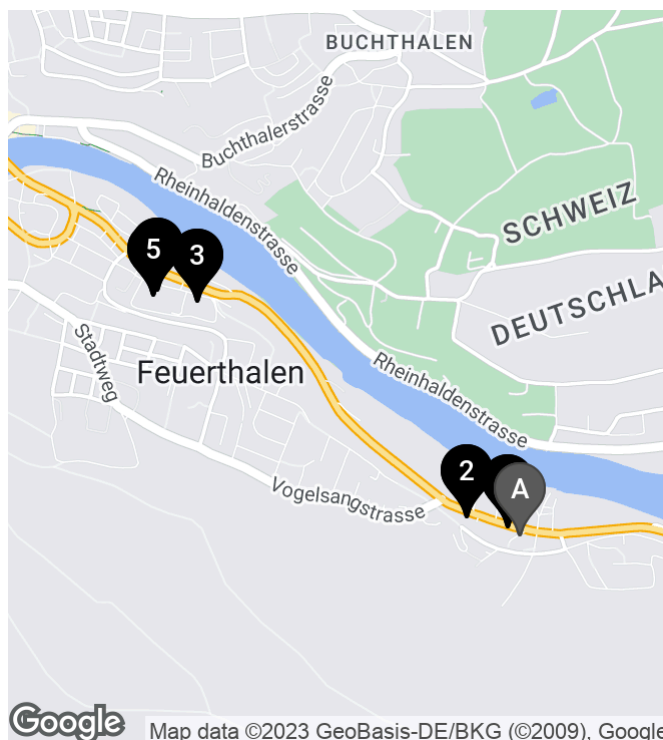 BUCHTHALEN
Buchthalerstrasse
Rheinhaldenstrasse
SCHWEIZ
5
3
DEUTSCHLA
Stadtweg
Feuerthalen
Rheinhaldenstrasse
2
A
Vogelsangstrasse
Google
Map data ©2023 GeoBasis-DE/BKG (©2009), Google